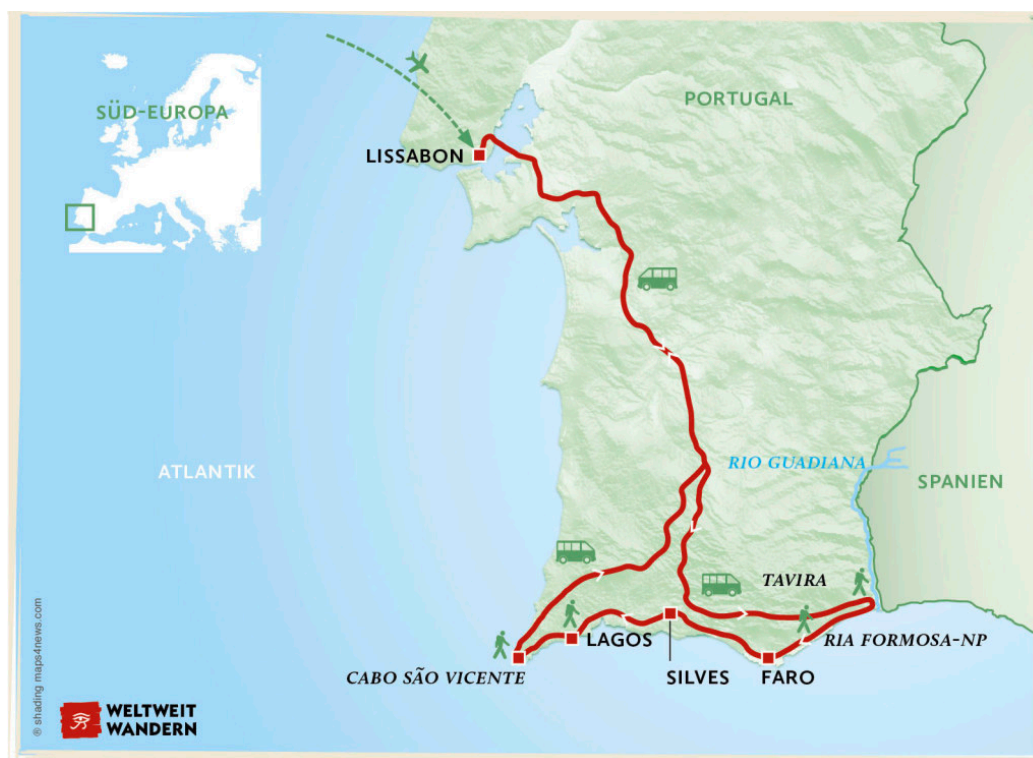 SÜD-EUROPA
PORTUGAL
LISSABON
RIO GUADIANA
ATLANTIK
SPANIEN
TAVIRA
RIA FORMOSA-NP
LAGOS
CABO SÃO VICENTE
SILVES
FARO
® shading maps4news.com
WELTWEIT
WANDERN